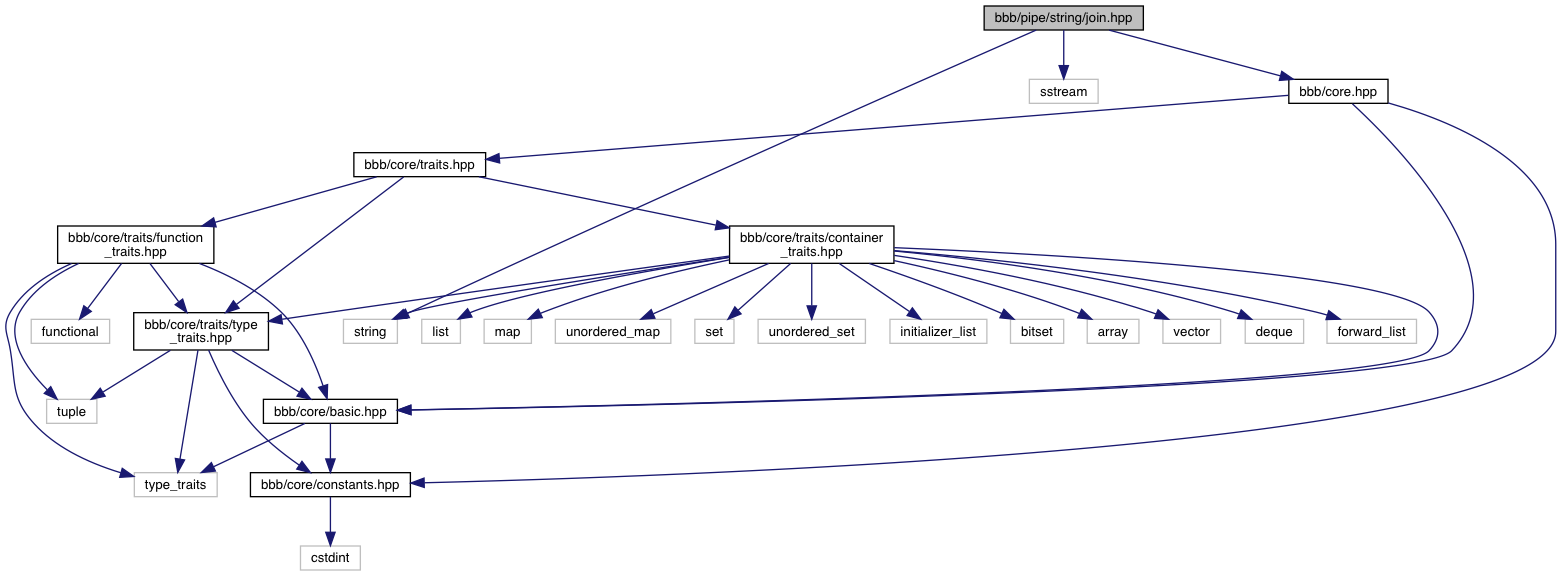 bbb/pipe/string/join.hpp
sstream
bbb/core.hpp
bbb/core/traits.hpp
bbb/core/traits/function
_traits.hpp
bbb/core/traits/container
_traits.hpp
functional
bbb/core/traits/type
_traits.hpp
string
list
map
unordered_map
set
unordered_set
initializer_list
bitset
array
vector
deque
forward_list
tuple
bbb/core/basic.hpp
type_traits
bbb/core/constants.hpp
cstdint